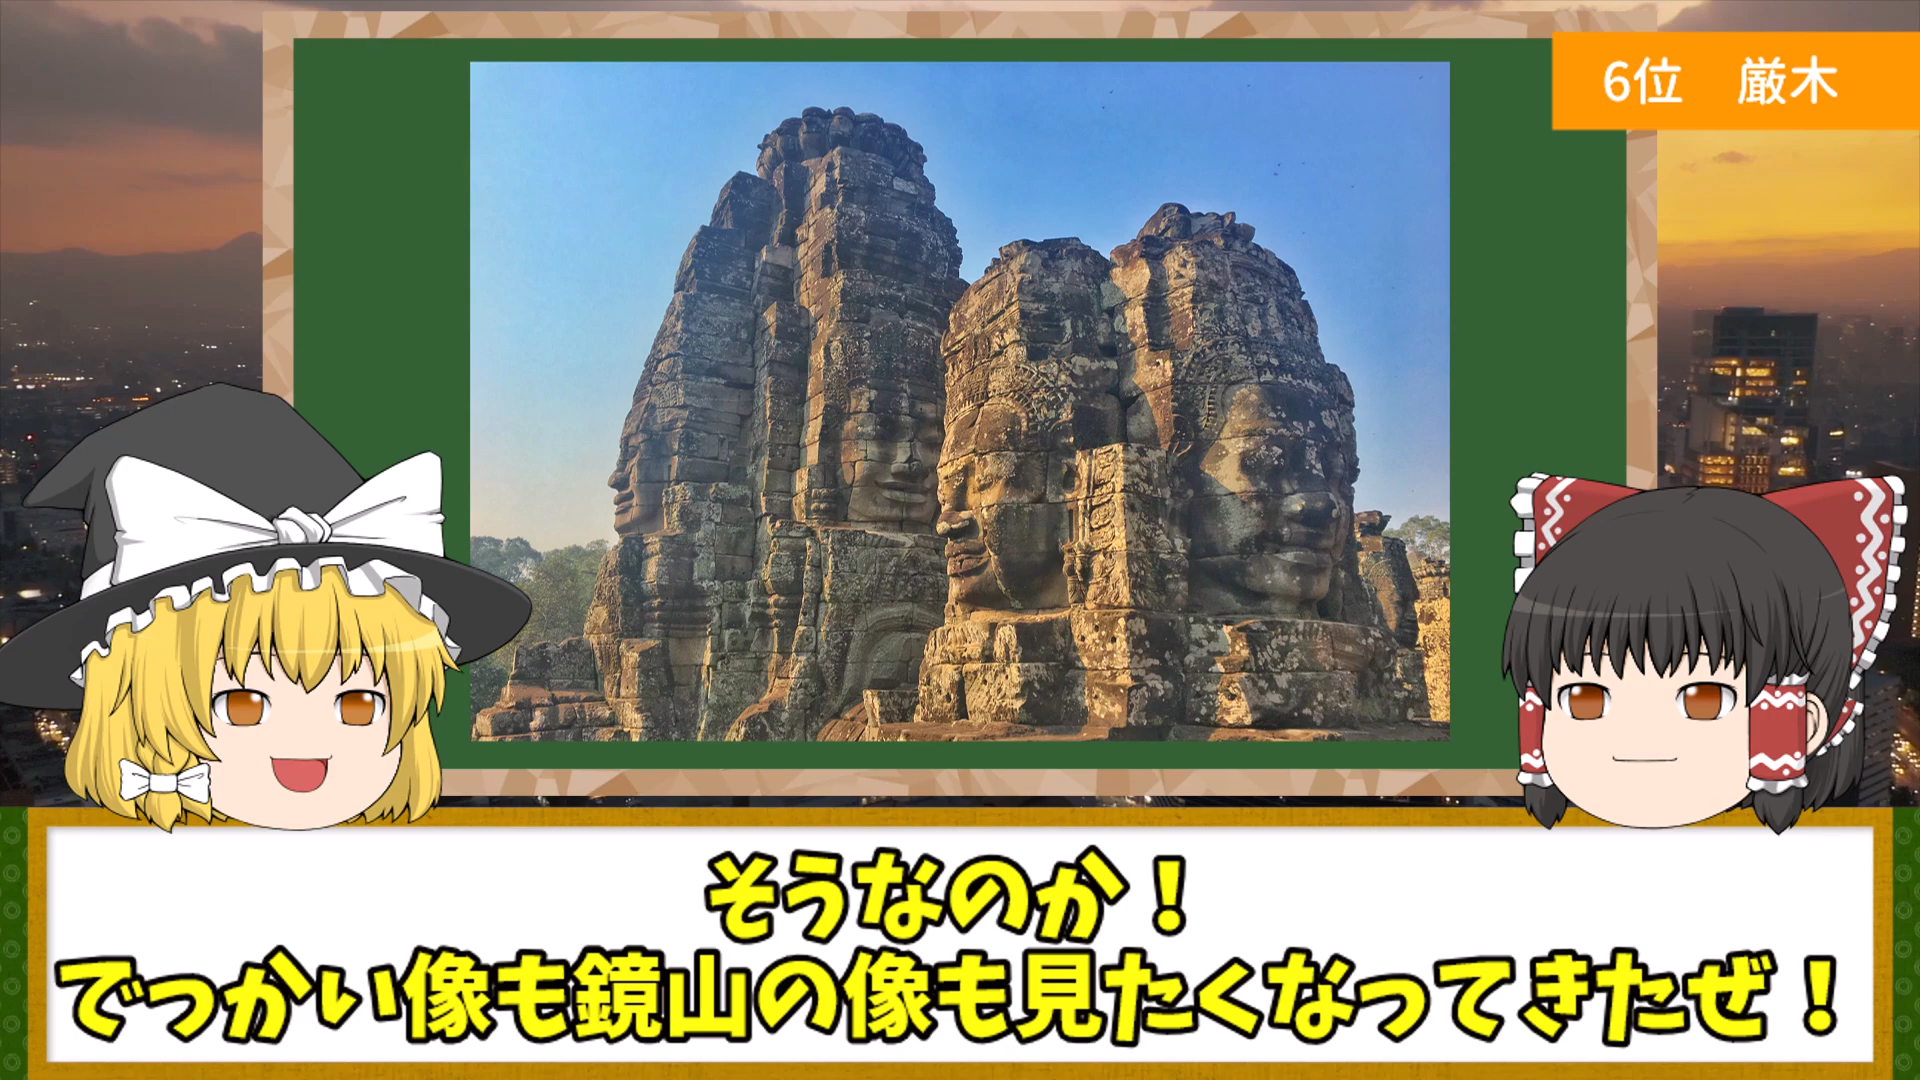 6位　厳木
そうなのか！
でっかい像も鏡山の像も見たくなってきたぜ！